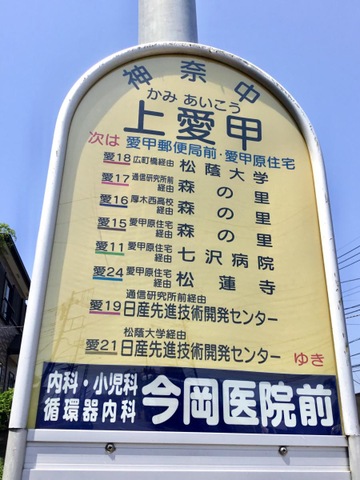 神奈中
かみ あいこう
上愛甲
次は 愛甲郵便局前・愛甲原住宅
愛18 広町橋経由 松蔭大学
愛17 通信研究所前経由 森の里
愛16 厚木西高校経由 森の里
愛15 愛甲原住宅経由 森の里
愛11 愛甲原住宅経由 七沢病院
愛24 愛甲原住宅経由 松蓮寺
通信研究所前経由
愛19 日産先進技術開発センター
松蔭大学経由
愛21 日産先進技術開発センター ゆき
内科・小児科
循環器内科 今岡医院前